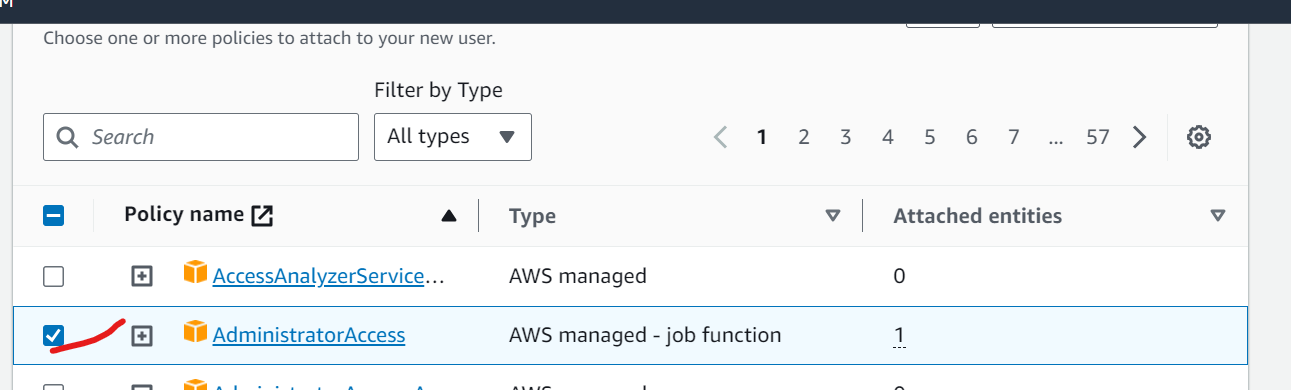 Choose one or more policies to attach to your new user.
Filter by Type
Search
All types
1 2 3 4 5 6 7 ... 57
Policy name Type Attached entities
AccessAnalyzerService... AWS managed 0
AdministratorAccess AWS managed - job function 1